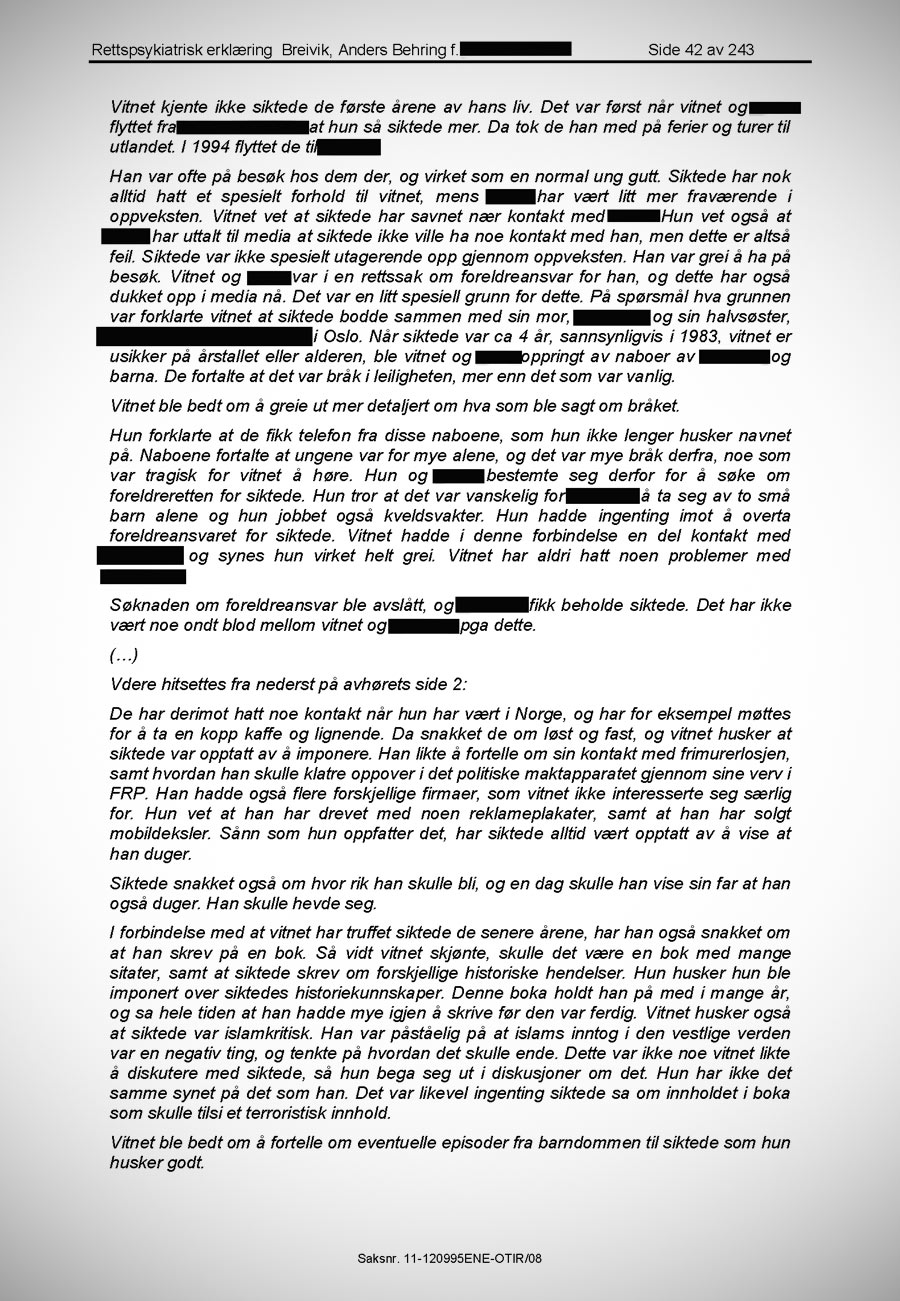 Rettspsykiatrisk erklæring Breivik, Anders Behring f. Side 42 av 243
Vitnet kjente ikke siktede de første årene av hans liv. Det var først når vitnet og
flyttet fra at hun så siktede mer. Da tok de han med på ferier og turer til
utlandet. I 1994 flyttet de til
Han var ofte på besøk hos dem der, og virket som en normal ung gutt. Siktede har nok
alltid hatt et spesielt forhold til vitnet, mens har vært litt mer fraværende i
oppveksten. Vitnet vet at siktede har savnet nær kontakt med Hun vet også at
har uttalt til media at siktede ikke ville ha noe kontakt med han, men dette er altså
feil. Siktede var ikke spesielt utagerende opp gjennom oppveksten. Han var grei å ha på
besøk. Vitnet og var i en rettssak om foreldreansvar for han, og dette har også
dukket opp i media nå. Det var en litt spesiell grunn for dette. På spørsmål hva grunnen
var forklarte vitnet at siktede bodde sammen med sin mor, og sin halvsøster,
i Oslo. Når siktede var ca 4 år, sannsynligvis i 1983, vitnet er
usikker på årstallet eller alderen, ble vitnet og oppringt av naboer av og
barna. De fortalte at det var bråk i leiligheten, mer enn det som var vanlig.
Vitnet ble bedt om å greie ut mer detaljert om hva som ble sagt om bråket.
Hun forklarte at de fikk telefon fra disse naboene, som hun ikke lenger husker navnet
på. Naboene fortalte at ungene var for mye alene, og det var mye bråk derfra, noe som
var tragisk for vitnet å høre. Hun og bestemte seg derfor for å søke om
foreldreretten for siktede. Hun tror at det var vanskelig for å ta seg av to små
barn alene og hun jobbet også kveldsvakter. Hun hadde ingenting imot å overta
foreldreansvaret for siktede. Vitnet hadde i denne forbindelse en del kontakt med
og synes hun virket helt grei. Vitnet har aldri hatt noen problemer med
Søknaden om foreldreansvar ble avslått, og fikk beholde siktede. Det har ikke
vært noe ondt blod mellom vitnet og pga dette.
(…)
Vdere hitsettes fra nederst på avhørets side 2:
De har derimot hatt noe kontakt når hun har vært i Norge, og har for eksempel møttes
for å ta en kopp kaffe og lignende. Da snakket de om løst og fast, og vitnet husker at
siktede var opptatt av å imponere. Han likte å fortelle om sin kontakt med frimurerlosjen,
samt hvordan han skulle klatre oppover i det politiske maktapparatet gjennom sine verv i
FRP. Han hadde også flere forskjellige firmaer, som vitnet ikke interesserte seg særlig
for. Hun vet at han har drevet med noen reklameplakater, samt at han har solgt
mobildeksler. Sånn som hun oppfatter det, har siktede alltid vært opptatt av å vise at
han duger.
Siktede snakket også om hvor rik han skulle bli, og en dag skulle han vise sin far at han
også duger. Han skulle hevde seg.
I forbindelse med at vitnet har truffet siktede de senere årene, har han også snakket om
at han skrev på en bok. Så vidt vitnet skjønte, skulle det være en bok med mange
sitater, samt at siktede skrev om forskjellige historiske hendelser. Hun husker hun ble
imponert over siktedes historiekunnskaper. Denne boka holdt han på med i mange år,
og sa hele tiden at han hadde mye igjen å skrive før den var ferdig. Vitnet husker også
at siktede var islamkritisk. Han var påståelig på at islams inntog i den vestlige verden
var en negativ ting, og tenkte på hvordan det skulle ende. Dette var ikke noe vitnet likte
å diskutere med siktede, så hun bega seg ut i diskusjoner om det. Hun har ikke det
samme synet på det som han. Det var likevel ingenting siktede sa om innholdet i boka
som skulle tilsi et terroristisk innhold.
Vitnet ble bedt om å fortelle om eventuelle episoder fra barndommen til siktede som hun
husker godt.
Saksnr. 11-120995ENE-OTIR/08